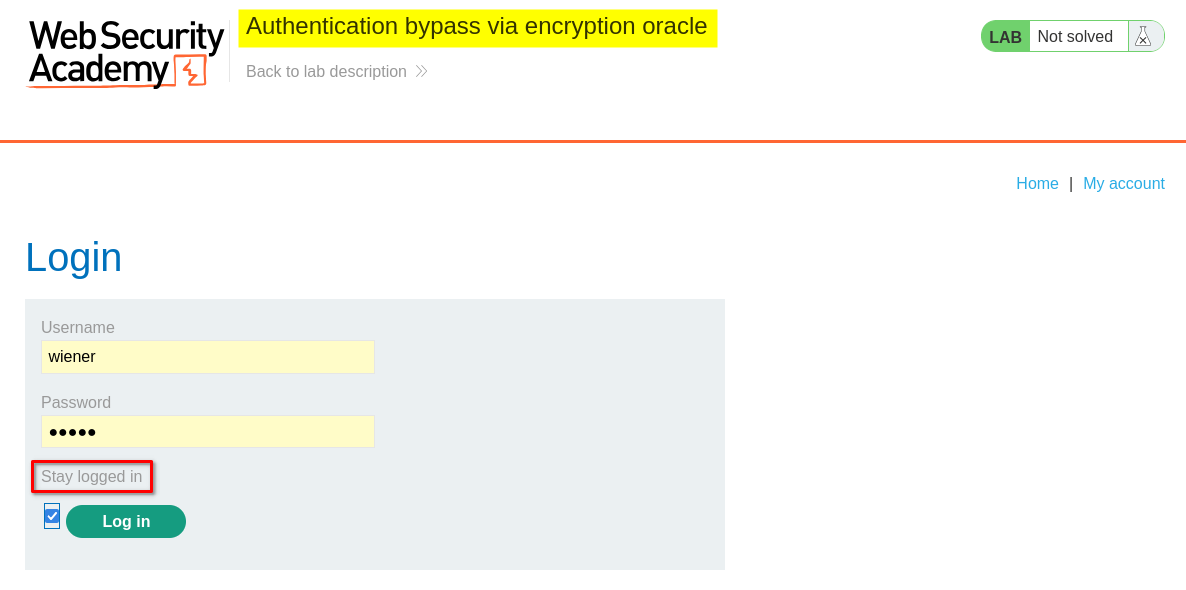 Web Security
Academy
Authentication bypass via encryption oracle
Back to lab description
LAB Not solved
Home | My account
Login
Username
wiener
Password
●●●●●
Stay logged in
Log in